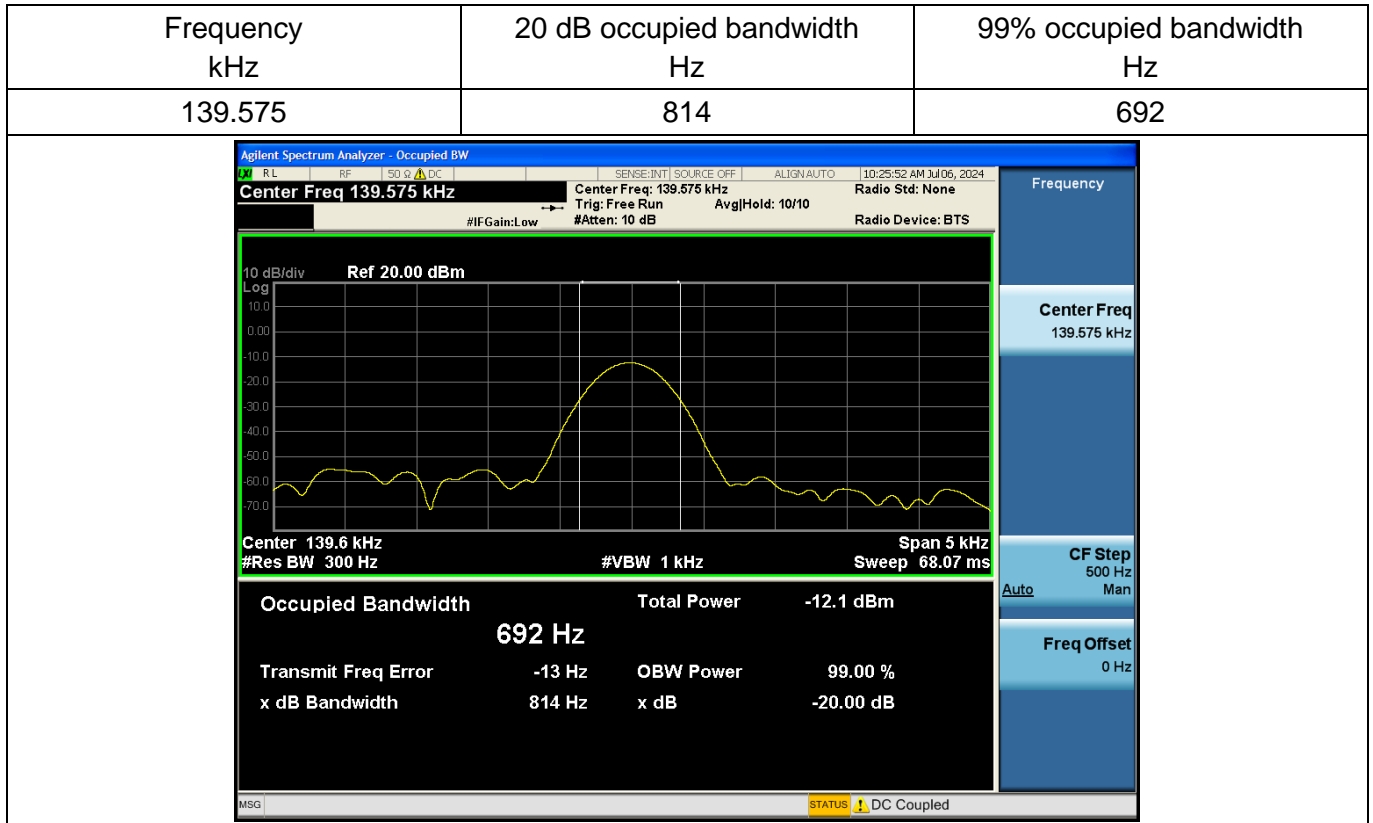 Frequency
kHz
20 dB occupied bandwidth
Hz
99% occupied bandwidth
Hz
139.575
814
692
Agilent Spectrum Analyzer - Occupied BW
LXI RL RF 50 Ω DC SENSE:INT SOURCE OFF ALIGN AUTO 10:25:52 AM Jul 06, 2024
Center Freq 139.575 kHz
Center Freq: 139.575 kHz
Radio Std: None
Trig: Free Run
Avg|Hold: 10/10
#IFGain:Low
#Atten: 10 dB
Radio Device: BTS
10 dB/div
Ref 20.00 dBm
Log
10.0
0.00
-10.0
-20.0
-30.0
-40.0
-50.0
-60.0
-70.0
Center 139.6 kHz
Span 5 kHz
#Res BW 300 Hz
#VBW 1 kHz
Sweep 68.07 ms
Occupied Bandwidth
Total Power
-12.1 dBm
692 Hz
Transmit Freq Error
-13 Hz
OBW Power
99.00 %
x dB Bandwidth
814 Hz
x dB
-20.00 dB
Frequency
Center Freq
139.575 kHz
CF Step
500 Hz
Auto Man
Freq Offset
0 Hz
MSG
STATUS
DC Coupled